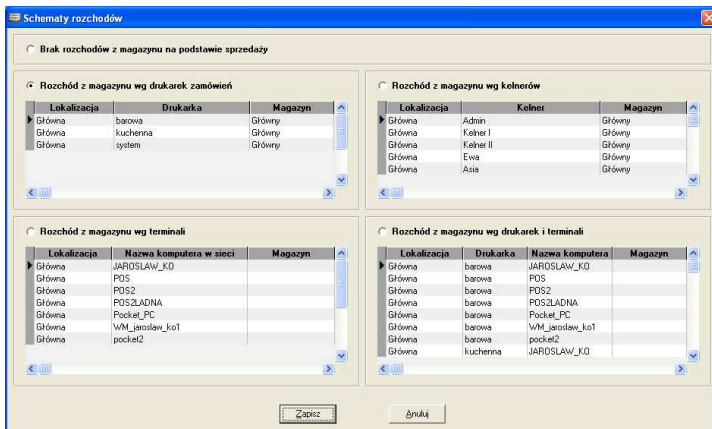 Schematy rozchodów
Brak rozchodów z magazynu na podstawie sprzedaży
Rozchód z magazynu wg drukarek zamówień
Lokalizacja Drukarka Magazyn
Główna barowa Główny
Główna kuchenna Główny
Główna system Główny
Rozchód z magazynu wg kelnerów
Lokalizacja Kelner Magazyn
Główna Admin Główny
Główna Kelner I Główny
Główna Kelner II Główny
Główna Ewa Główny
Główna Asia Główny
Rozchód z magazynu wg terminali
Lokalizacja Nazwa komputera w sieci Magazyn
Główna JAROSLAW_KO
Główna POS
Główna POS2
Główna POS2LADNA
Główna Pocket_PC
Główna WM_jaroslaw_ko1
Główna pocket2
Rozchód z magazynu wg drukarek i terminali
Lokalizacja Drukarka Nazwa komputera Magazyn
Główna barowa JAROSLAW_KO
Główna barowa POS
Główna barowa POS2
Główna barowa POS2LADNA
Główna barowa Pocket_PC
Główna barowa WM_jaroslaw_ko1
Główna barowa pocket2
Główna kuchenna JAROSLAW_KO
Zapisz Anuluj